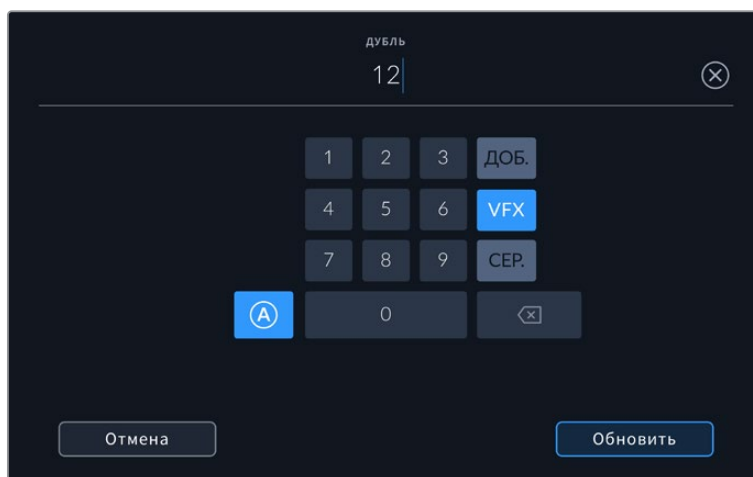 ДУБЛЬ
12
1 2 3 ДОБ.
4 5 6 VFX
7 8 9 СЕР.
A 0
Отмена Обновить